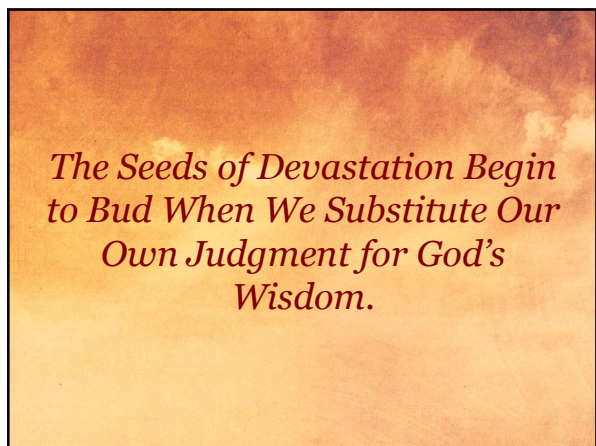 The Seeds of Devastation Begin
to Bud When We Substitute Our
Own Judgment for God’s
Wisdom.